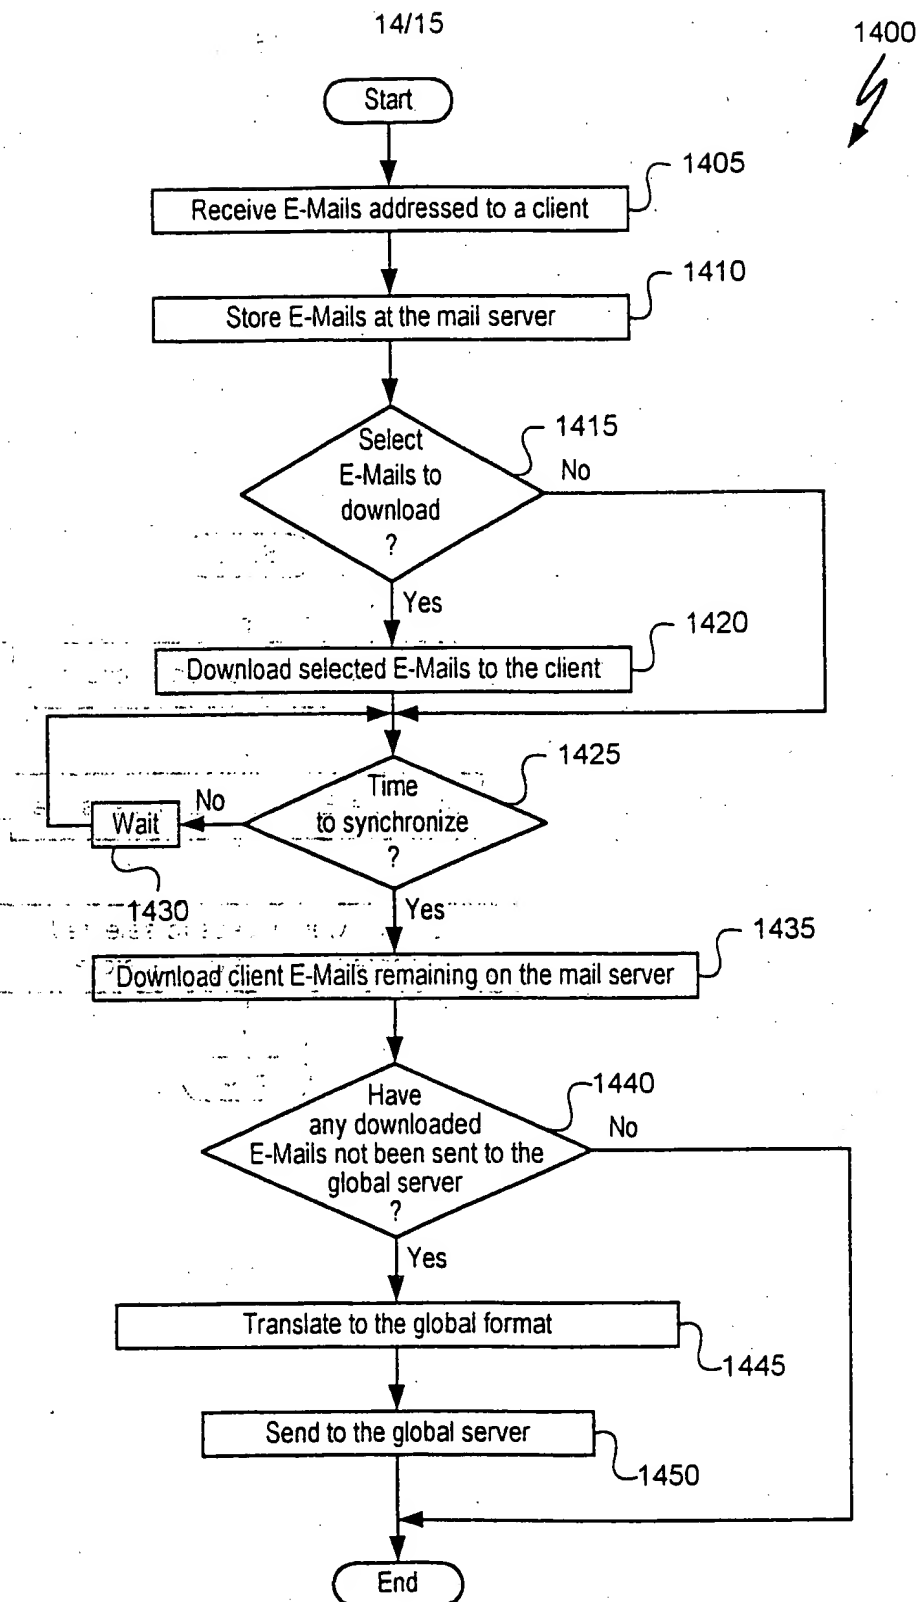 14/15
1400
Start
1405
Receive E-Mails addressed to a client
1410
Store E-Mails at the mail server
1415
Select
E-Mails to
download
?
No
Yes
1420
Download selected E-Mails to the client
1425
Time
to synchronize
?
No
Wait
1430
Yes
1435
Download client E-Mails remaining on the mail server
1440
Have
any downloaded
E-Mails not been sent to the
global server
?
No
Yes
Translate to the global format
1445
Send to the global server
1450
End